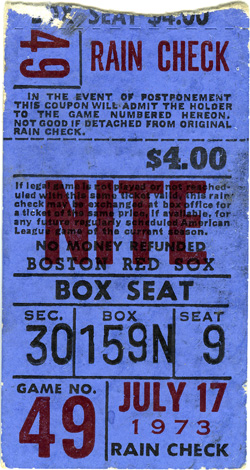 SEAT $4.00
49
RAIN CHECK
IN THE EVENT OF POSTPONEMENT
THIS COUPON WILL ADMIT THE HOLDER
TO THE GAME NUMBERED HEREON.
NOT GOOD IF DETACHED FROM ORIGINAL
RAIN CHECK.
$4.00
NITE
If legal game is not played or not resched-
uled with this same ticket valid, this rain
check may be exchanged at box office for
a ticket of the same price, if available, for
any future regularly scheduled American
League game of the current season.
NO MONEY REFUNDED
BOSTON RED SOX
BOX SEAT
SEC. BOX SEAT
30 159N 9
GAME NO.
49
JULY 17
1973
RAIN CHECK